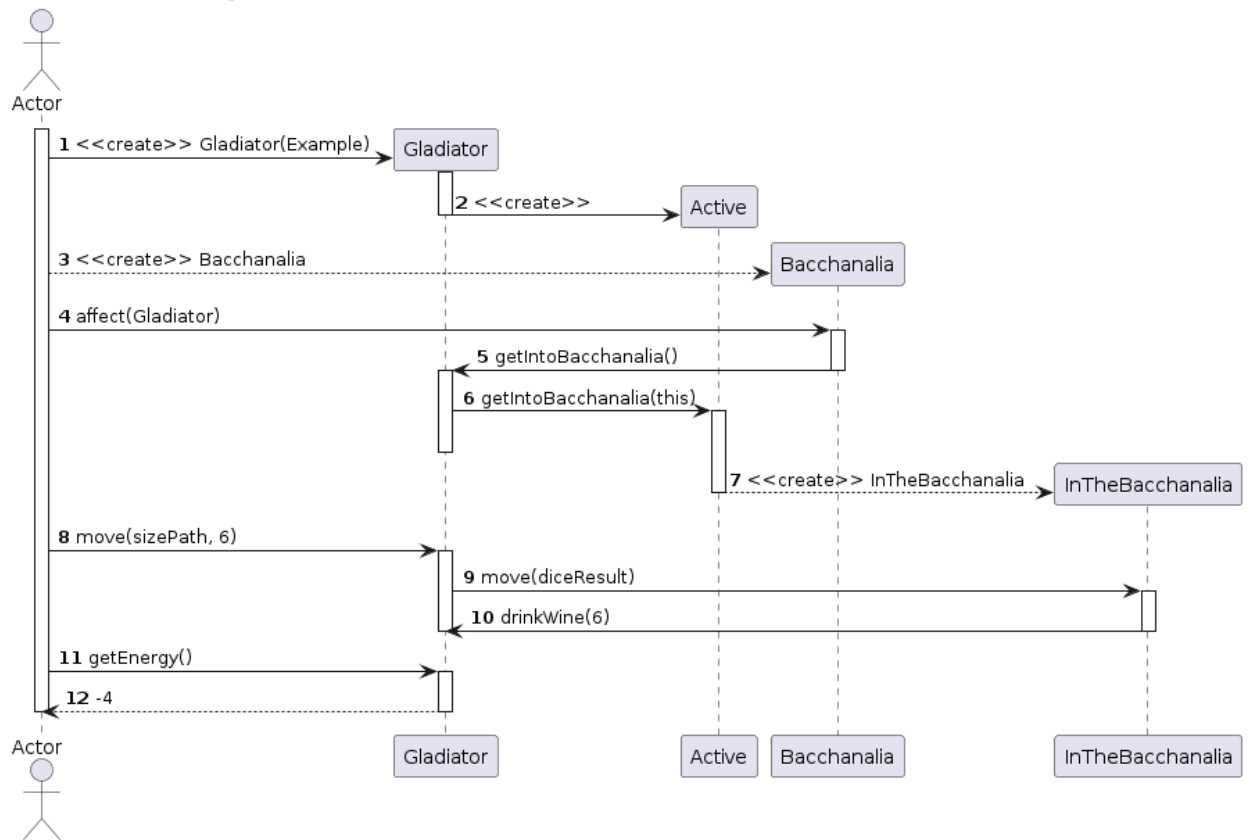 Actor
1 <<create>> Gladiator(Example)
Gladiator
2 <<create>>
Active
3 <<create>> Bacchanalia
Bacchanalia
4 affect(Gladiator)
5 getIntoBacchanalia()
6 getIntoBacchanalia(this)
7 <<create>> InTheBacchanalia
InTheBacchanalia
8 move(sizePath, 6)
9 move(diceResult)
10 drinkWine(6)
11 getEnergy()
12 -4
Actor
Gladiator
Active
Bacchanalia
InTheBacchanalia